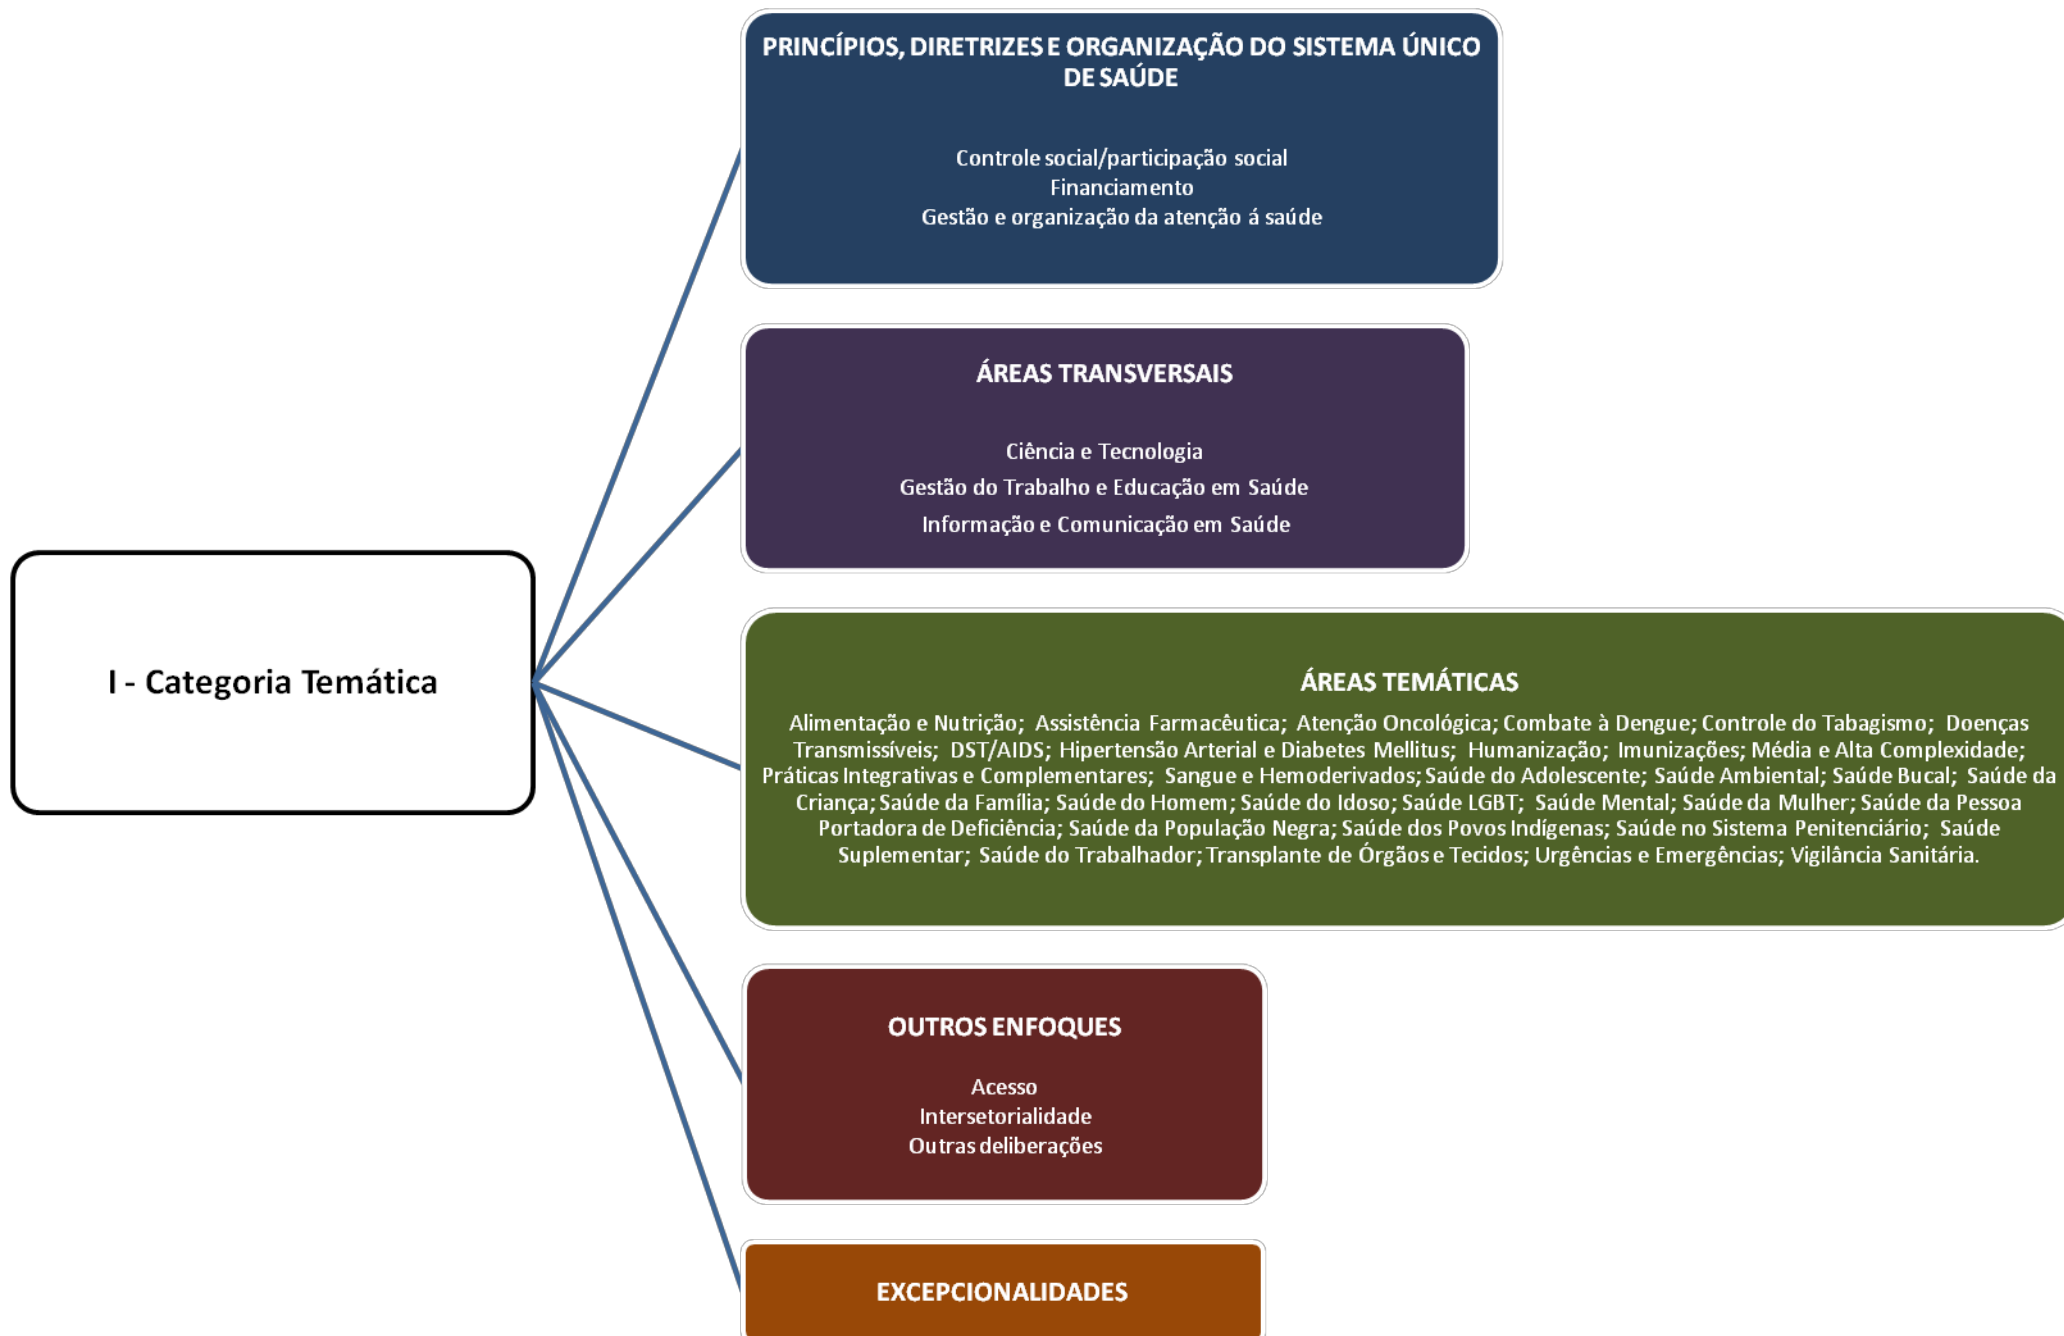 PRINCÍPIOS, DIRETRIZES E ORGANIZAÇÃO DO SISTEMA ÚNICO
DE SAÚDE
Controle social/participação social
Financiamento
Gestão e organização da atenção á saúde
ÁREAS TRANSVERSAIS
Ciência e Tecnologia
Gestão do Trabalho e Educação em Saúde
Informação e Comunicação em Saúde
I - Categoria Temática
ÁREAS TEMÁTICAS
Alimentação e Nutrição; Assistência Farmacêutica; Atenção Oncológica; Combate à Dengue; Controle do Tabagismo; Doenças
Transmissíveis; DST/AIDS; Hipertensão Arterial e Diabetes Mellitus; Humanização; Imunizações; Média e Alta Complexidade;
Práticas Integrativas e Complementares; Sangue e Hemoderivados; Saúde do Adolescente; Saúde Ambiental; Saúde Bucal; Saúde da
Criança; Saúde da Família; Saúde do Homem; Saúde do Idoso; Saúde LGBT; Saúde Mental; Saúde da Mulher; Saúde da Pessoa
Portadora de Deficiência; Saúde da População Negra; Saúde dos Povos Indígenas; Saúde no Sistema Penitenciário; Saúde
Suplementar; Saúde do Trabalhador; Transplante de Órgãos e Tecidos; Urgências e Emergências; Vigilância Sanitária.
OUTROS ENFOQUES
Acesso
Intersetorialidade
Outras deliberações
EXCEPCIONALIDADES